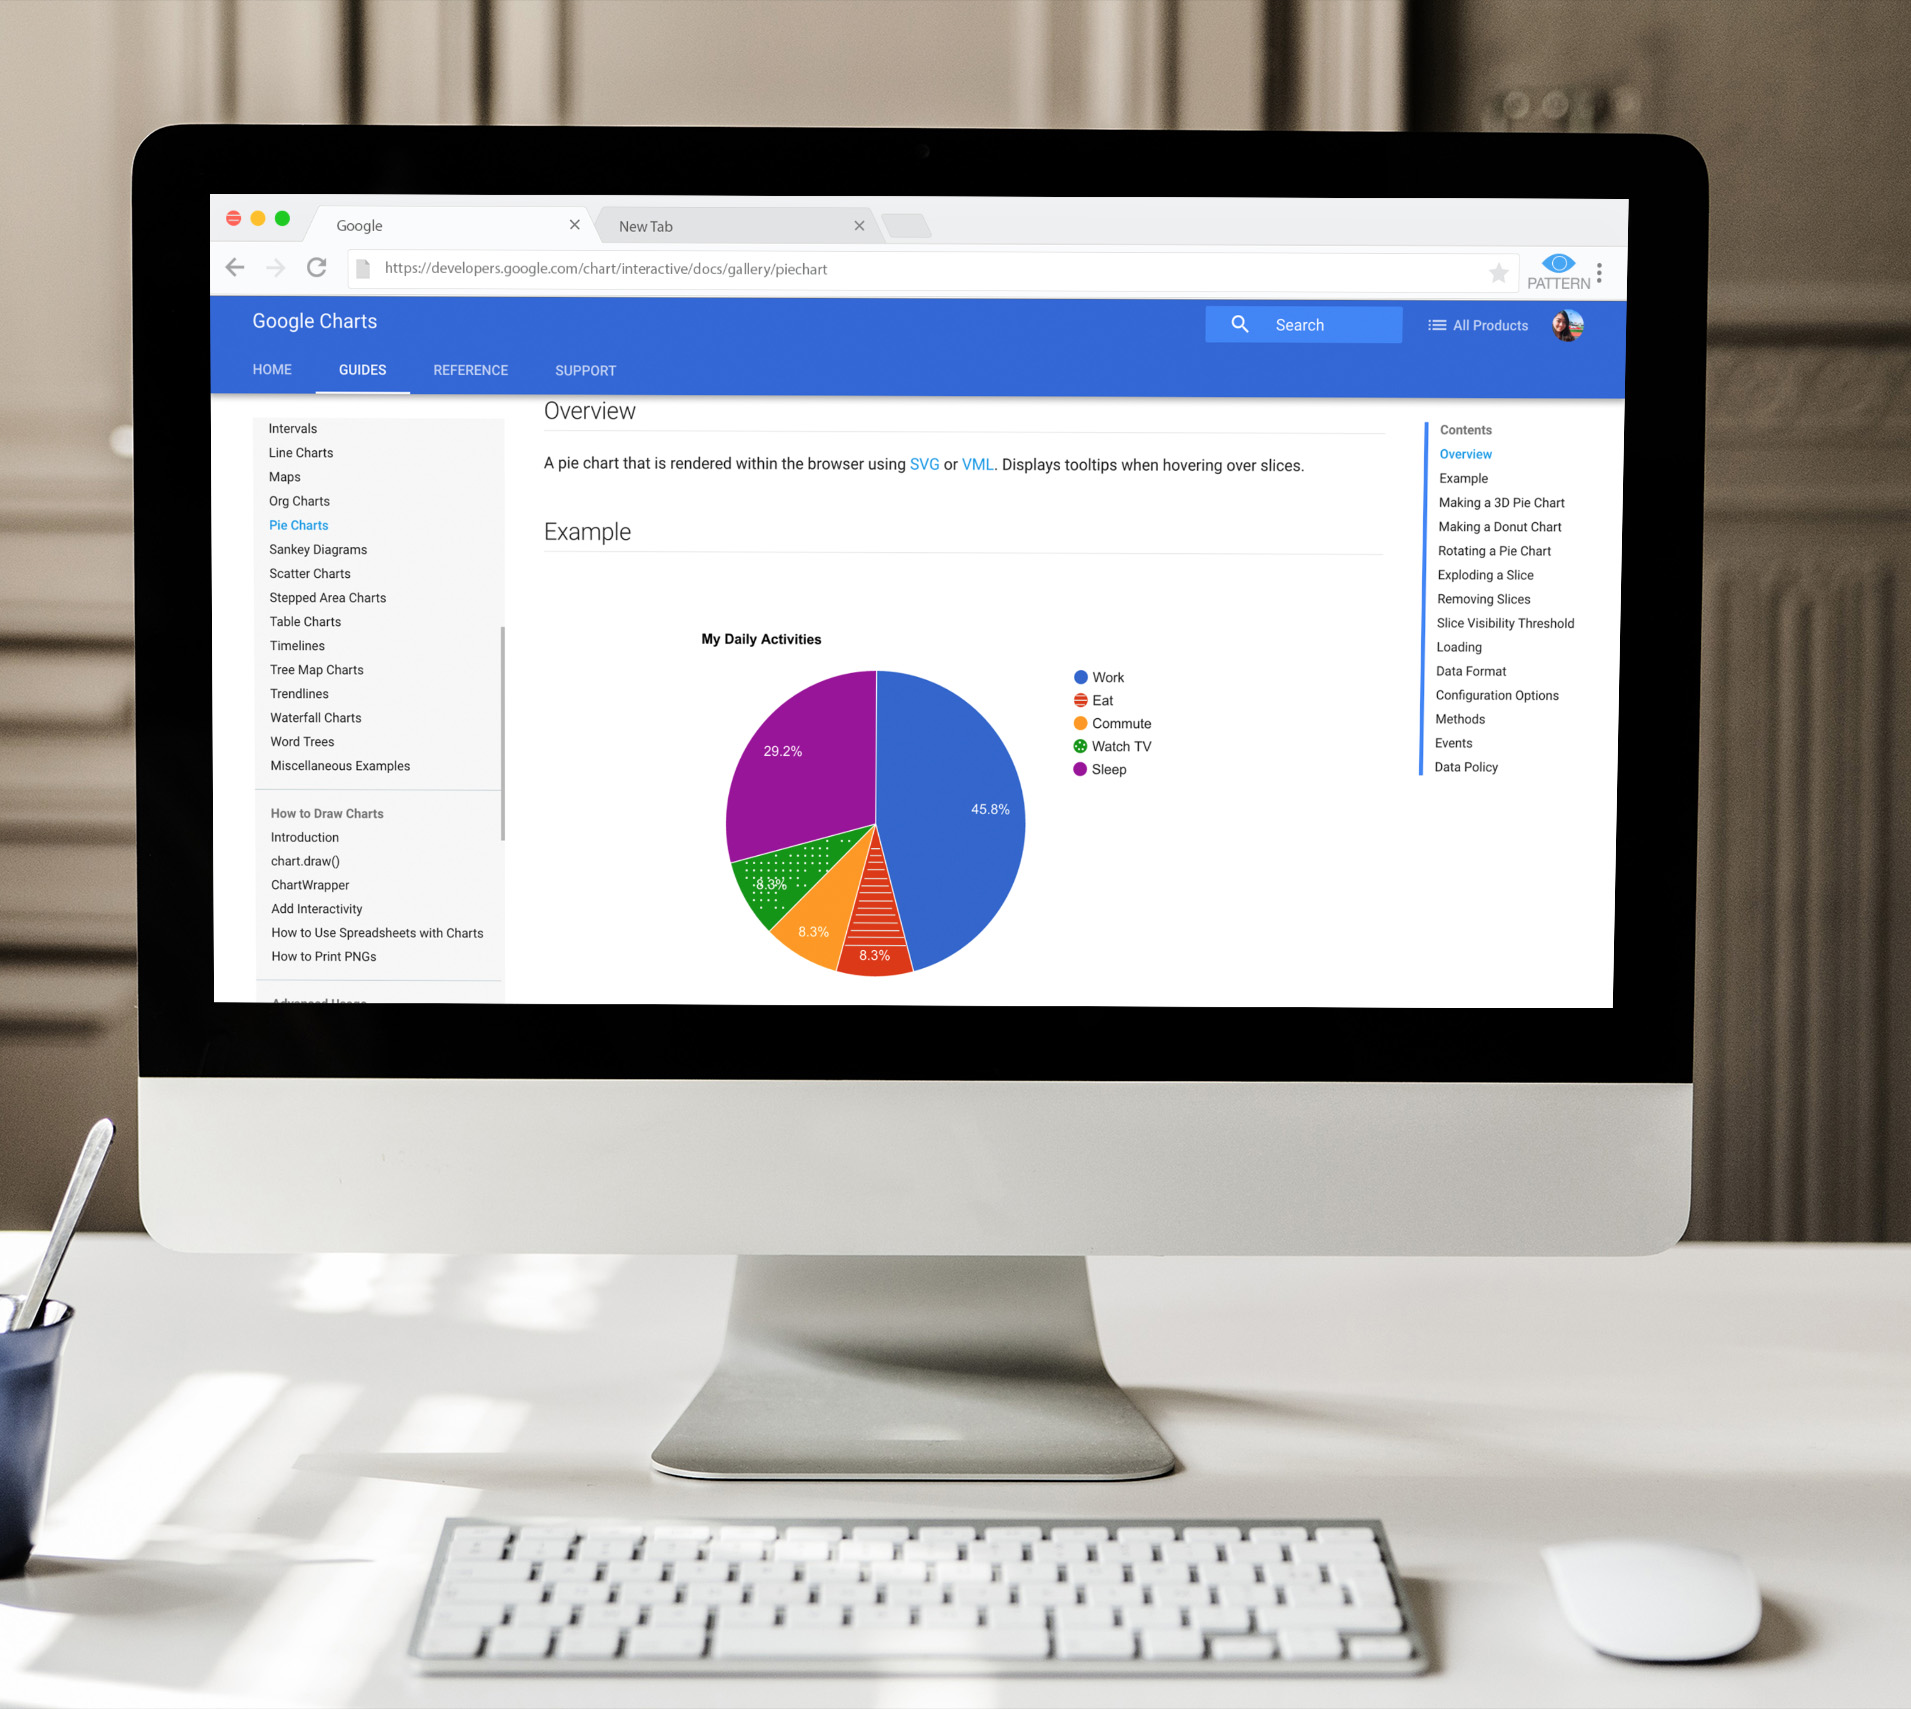 Google
New Tab
https://developers.google.com/chart/interactive/docs/gallery/piechart
PATTERN
Google Charts
Search
All Products
HOME
GUIDES
REFERENCE
SUPPORT
Intervals
Line Charts
Maps
Org Charts
Pie Charts
Sankey Diagrams
Scatter Charts
Stepped Area Charts
Table Charts
Timelines
Tree Map Charts
Trendlines
Waterfall Charts
Word Trees
Miscellaneous Examples
How to Draw Charts
Introduction
chart.draw()
ChartWrapper
Add Interactivity
How to Use Spreadsheets with Charts
How to Print PNGs
Advanced Usage
Overview
A pie chart that is rendered within the browser using SVG or VML. Displays tooltips when hovering over slices.
Example
My Daily Activities
29.2%
45.8%
8.3%
8.3%
8.3%
Work
Eat
Commute
Watch TV
Sleep
Contents
Overview
Example
Making a 3D Pie Chart
Making a Donut Chart
Rotating a Pie Chart
Exploding a Slice
Removing Slices
Slice Visibility Threshold
Loading
Data Format
Configuration Options
Methods
Events
Data Policy